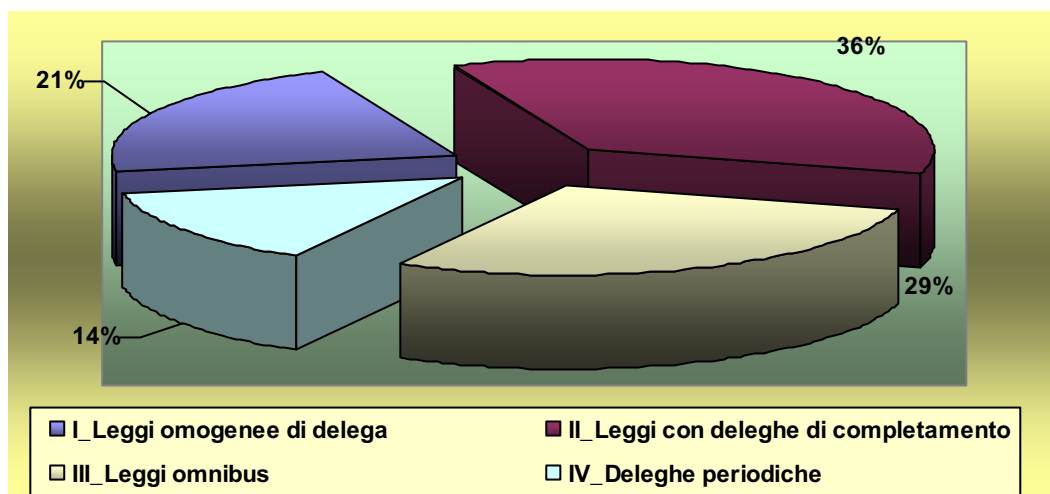 36%
21%
29%
14%
I_Leggi omogenee di delega
II_Leggi con deleghe di completamento
III_Leggi omnibus
IV_Deleghe periodiche